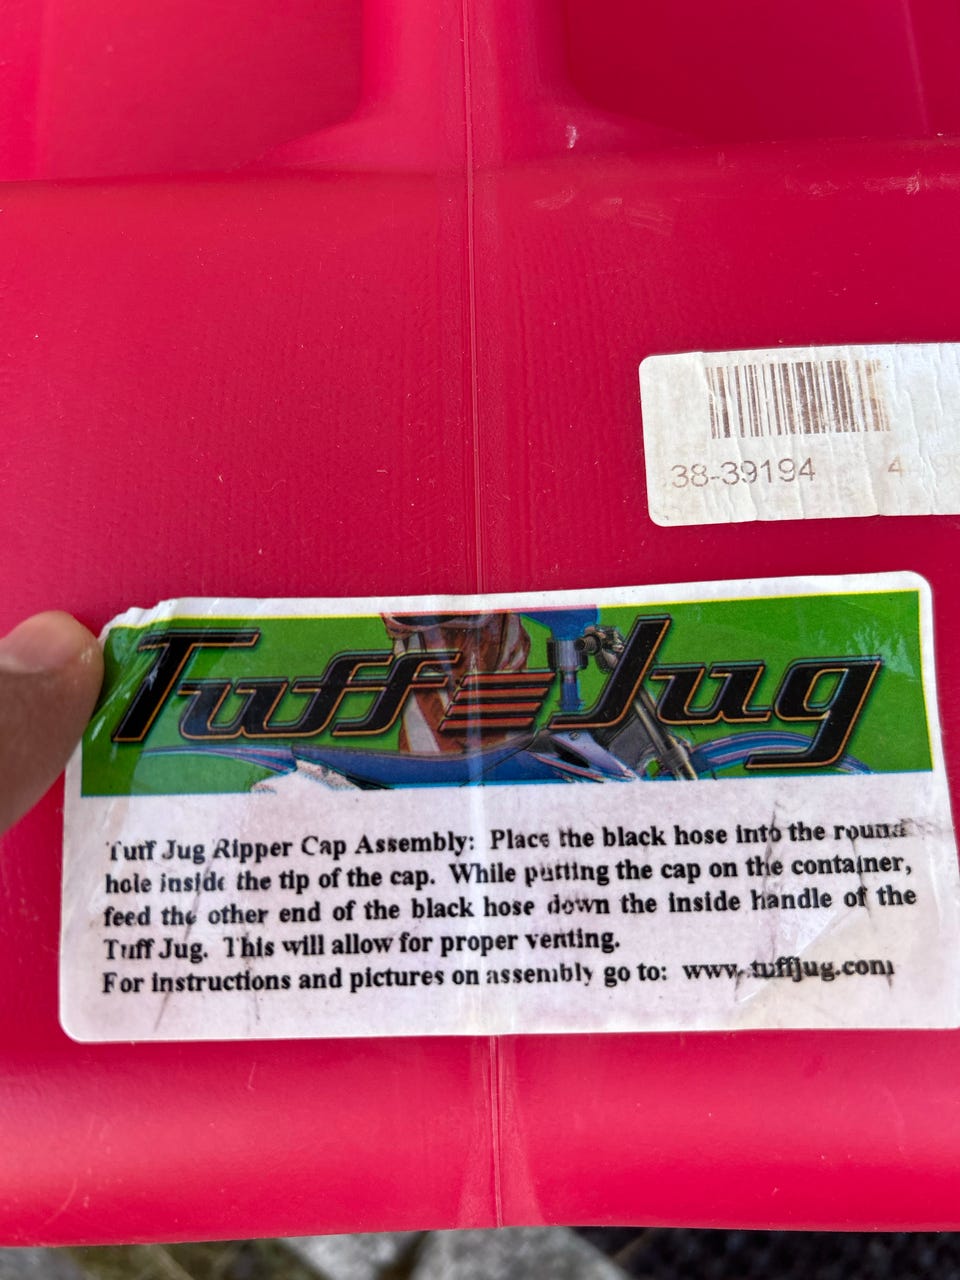 38-39194
Tuff Jug
Tuff Jug Ripper Cap Assembly: Place the black hose into the round
hole inside the tip of the cap. While putting the cap on the container,
feed the other end of the black hose down the inside handle of the
Tuff Jug. This will allow for proper venting.
For instructions and pictures on assembly go to: www.tuffjug.com